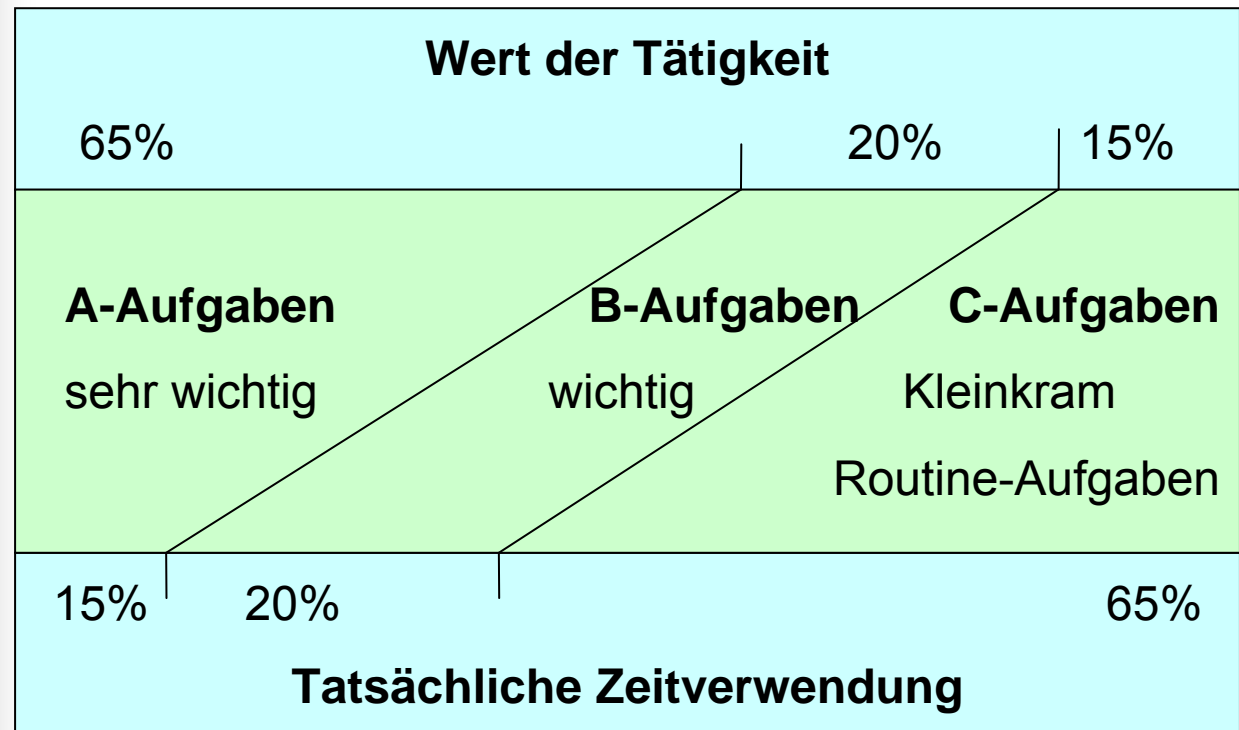 Wert der Tätigkeit
65% 20% 15%
A-Aufgaben B-Aufgaben C-Aufgaben
sehr wichtig wichtig Kleinkram
Routine-Aufgaben
15% 20% 65%
Tatsächliche Zeitverwendung